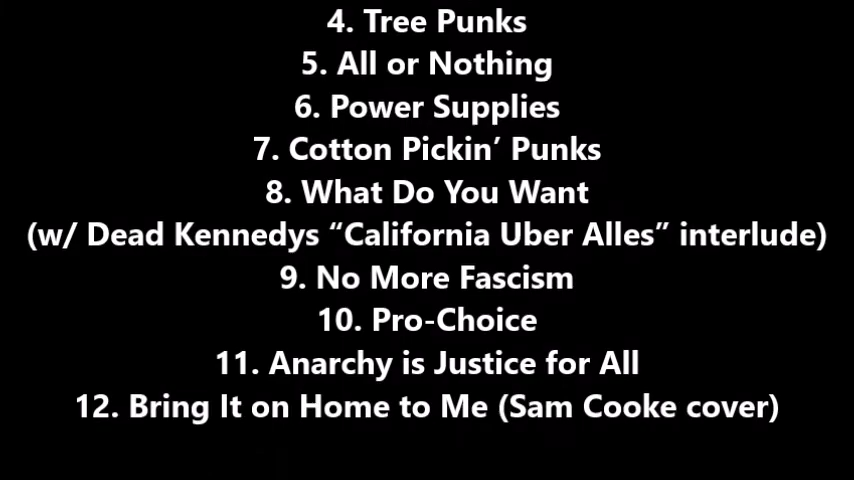 4. Tree Punks
5. All or Nothing
6. Power Supplies
7. Cotton Pickin’ Punks
8. What Do You Want
(w/ Dead Kennedys “California Uber Alles” interlude)
9. No More Fascism
10. Pro-Choice
11. Anarchy is Justice for All
12. Bring It on Home to Me (Sam Cooke cover)